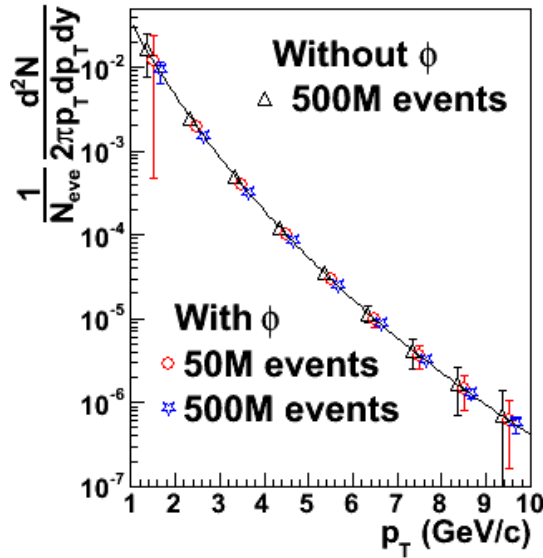 1 d²N
N_eve 2πp_T dp_T dy
Without ϕ
500M events
With ϕ
50M events
500M events
10⁻²
10⁻³
10⁻⁴
10⁻⁵
10⁻⁶
10⁻⁷
1 2 3 4 5 6 7 8 9 10
p_T (GeV/c)